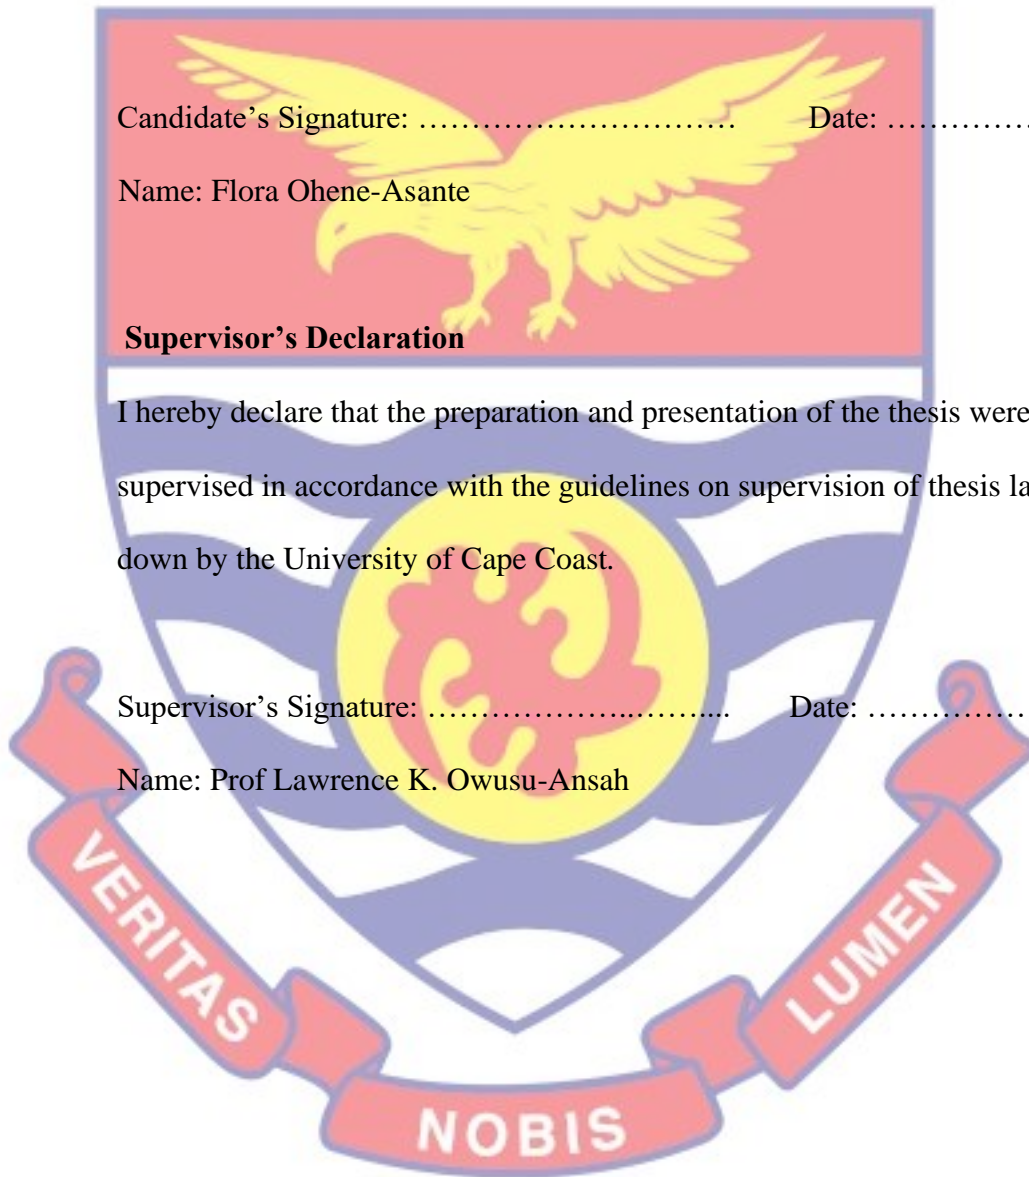 Candidate’s Signature: ………………………… Date: ……………
Name: Flora Ohene-Asante
Supervisor’s Declaration
I hereby declare that the preparation and presentation of the thesis were
supervised in accordance with the guidelines on supervision of thesis la
down by the University of Cape Coast.
Supervisor’s Signature: …………………..…….... Date: ……………
Name: Prof Lawrence K. Owusu-Ansah
VERITAS
NOBIS
LUMEN